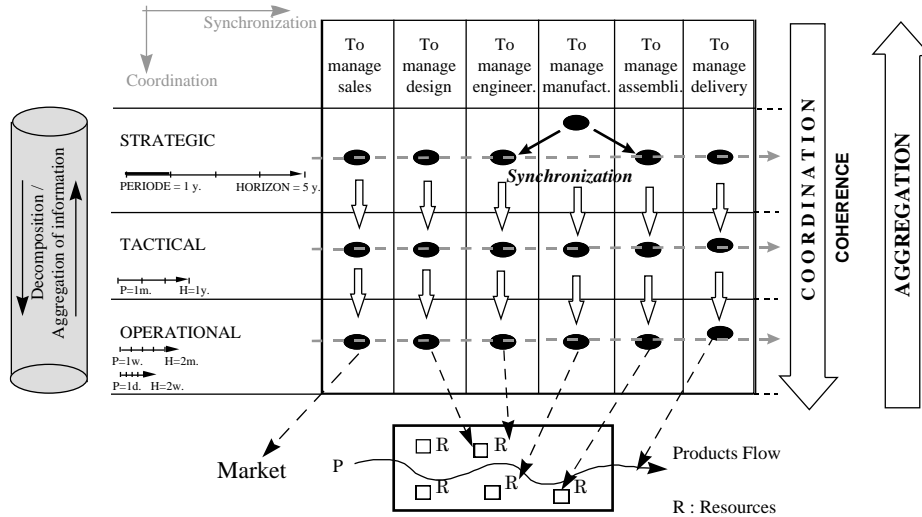 Synchronization
Coordination
To
manage
sales
To
manage
design
To
manage
engineer.
To
manage
manufact.
To
manage
assembli.
To
manage
delivery
STRATEGIC
PERIODE = 1 y.
HORIZON = 5 y.
Synchronization
TACTICAL
P=1m.
H=1y.
OPERATIONAL
P=1w.
H=2m.
P=1d.
H=2w.
Decomposition /
Aggregation of information
COORDINATION
COHERENCE
AGGREGATION
Market
P
R
R
R
R
R
Products Flow
R : Resources